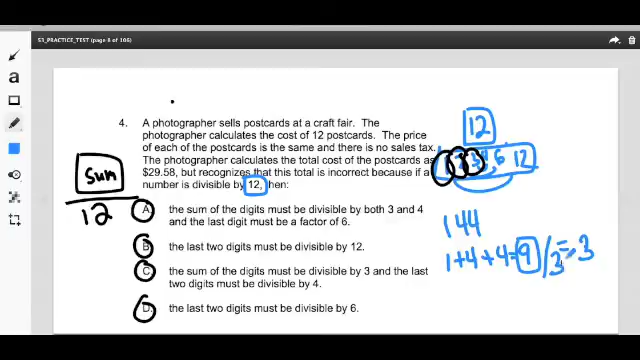 S3_PRACTICE_TEST (page 8 of 106)
a
4. A photographer sells postcards at a craft fair. The
photographer calculates the cost of 12 postcards. The price
of each of the postcards is the same and there is no sales tax.
The photographer calculates the total cost of the postcards as
$29.58, but recognizes that this total is incorrect because if a
number is divisible by 12, then:
A. the sum of the digits must be divisible by both 3 and 4
and the last digit must be a factor of 6.
B. the last two digits must be divisible by 12.
C. the sum of the digits must be divisible by 3 and the last
two digits must be divisible by 4.
D. the last two digits must be divisible by 6.
Sum
12
12
1, 2, 3, 4, 6, 12
144
1+4+4=9/3=3